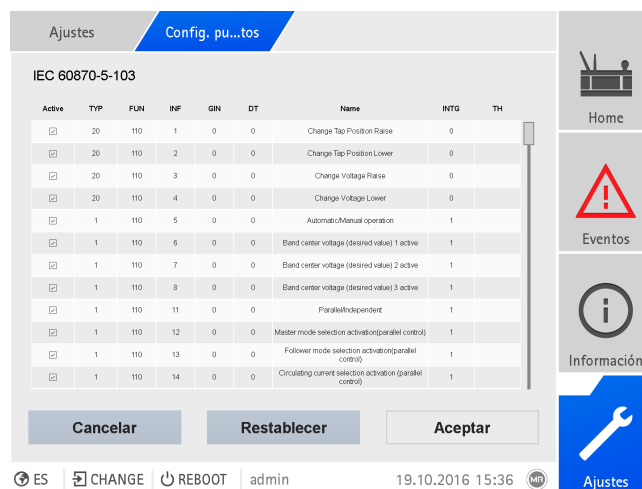 Ajustes Config. pu...tos
IEC 60870-5-103
Active TYP FUN INF GIN DT Name INTG TH
20 110 1 0 0 Change Tap Position Raise 0
20 110 2 0 0 Change Tap Position Lower 0
20 110 3 0 0 Change Voltage Raise 0
20 110 4 0 0 Change Voltage Lower 0
1 110 5 0 0 Automatic/Manual operation 1
1 110 6 0 0 Band center voltage (desired value) 1 active 1
1 110 7 0 0 Band center voltage (desired value) 2 active 1
1 110 8 0 0 Band center voltage (desired value) 3 active 1
1 110 11 0 0 Parallel/Independent 1
1 110 12 0 0 Master mode selection activation(parallel control) 1
1 110 13 0 0 Follower mode selection activation(parallel
control) 1
1 110 14 0 0 Circulating current selection activation (parallel
control) 1
Cancelar Restablecer Aceptar
ES CHANGE REBOOT admin 19.10.2016 15:36 MR
Home
Eventos
Información
Ajustes